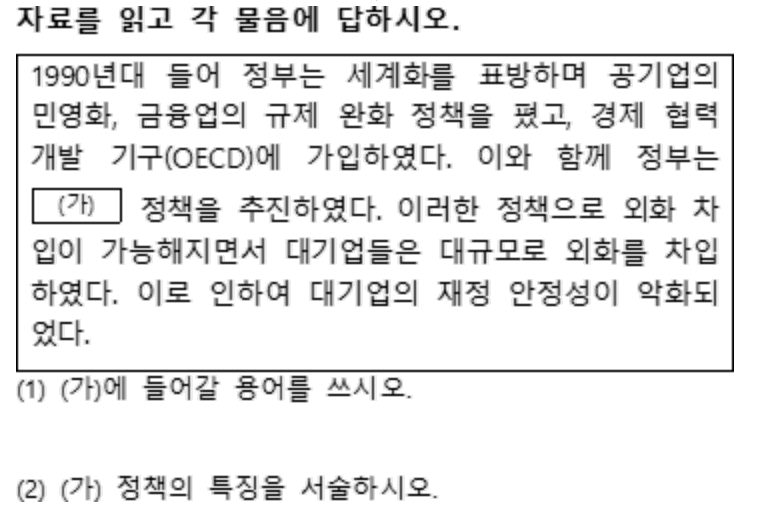 자료를 읽고 각 물음에 답하시오.
1990년대 들어 정부는 세계화를 표방하며 공기업의
민영화, 금융업의 규제 완화 정책을 폈고, 경제 협력
개발 기구(OECD)에 가입하였다. 이와 함께 정부는
(가) 정책을 추진하였다. 이러한 정책으로 외화 차
입이 가능해지면서 대기업들은 대규모로 외화를 차입
하였다. 이로 인하여 대기업의 재정 안정성이 악화되
었다.
(1) (가)에 들어갈 용어를 쓰시오.
(2) (가) 정책의 특징을 서술하시오.